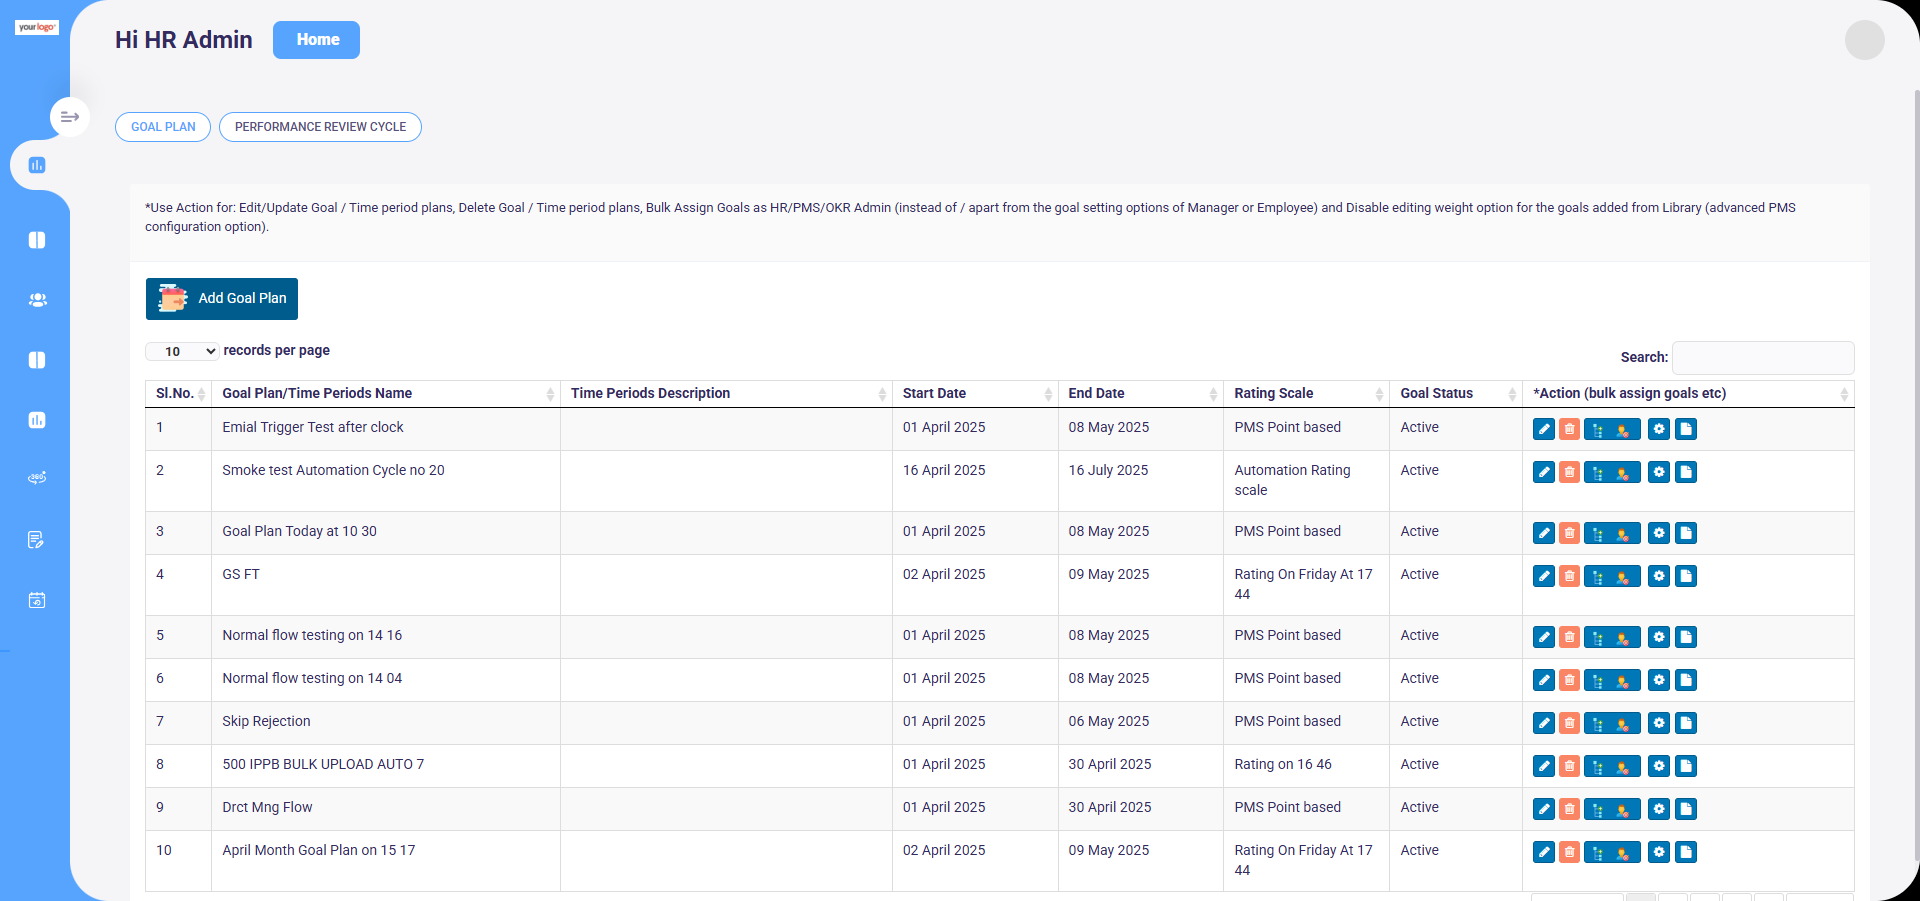 yourlogo
Hi HR Admin
Home
GOAL PLAN
PERFORMANCE REVIEW CYCLE
*Use Action for: Edit/Update Goal / Time period plans, Delete Goal / Time period plans, Bulk Assign Goals as HR/PMS/OKR Admin (instead of / apart from the goal setting options of Manager or Employee) and Disable editing weight option for the goals added from Library (advanced PMS
configuration option).
Add Goal Plan
10 records per page
Search:
Sl.No. Goal Plan/Time Periods Name Time Periods Description Start Date End Date Rating Scale Goal Status *Action (bulk assign goals etc)
1 Emial Trigger Test after clock 01 April 2025 08 May 2025 PMS Point based Active
2 Smoke test Automation Cycle no 20 16 April 2025 16 July 2025 Automation Rating Active
scale
3 Goal Plan Today at 10 30 01 April 2025 08 May 2025 PMS Point based Active
4 GS FT 02 April 2025 09 May 2025 Rating On Friday At 17 Active
44
5 Normal flow testing on 14 16 01 April 2025 08 May 2025 PMS Point based Active
6 Normal flow testing on 14 04 01 April 2025 08 May 2025 PMS Point based Active
7 Skip Rejection 01 April 2025 06 May 2025 PMS Point based Active
8 500 IPPB BULK UPLOAD AUTO 7 01 April 2025 30 April 2025 Rating on 16 46 Active
9 Drct Mng Flow 01 April 2025 30 April 2025 PMS Point based Active
10 April Month Goal Plan on 15 17 02 April 2025 09 May 2025 Rating On Friday At 17 Active
44
360°